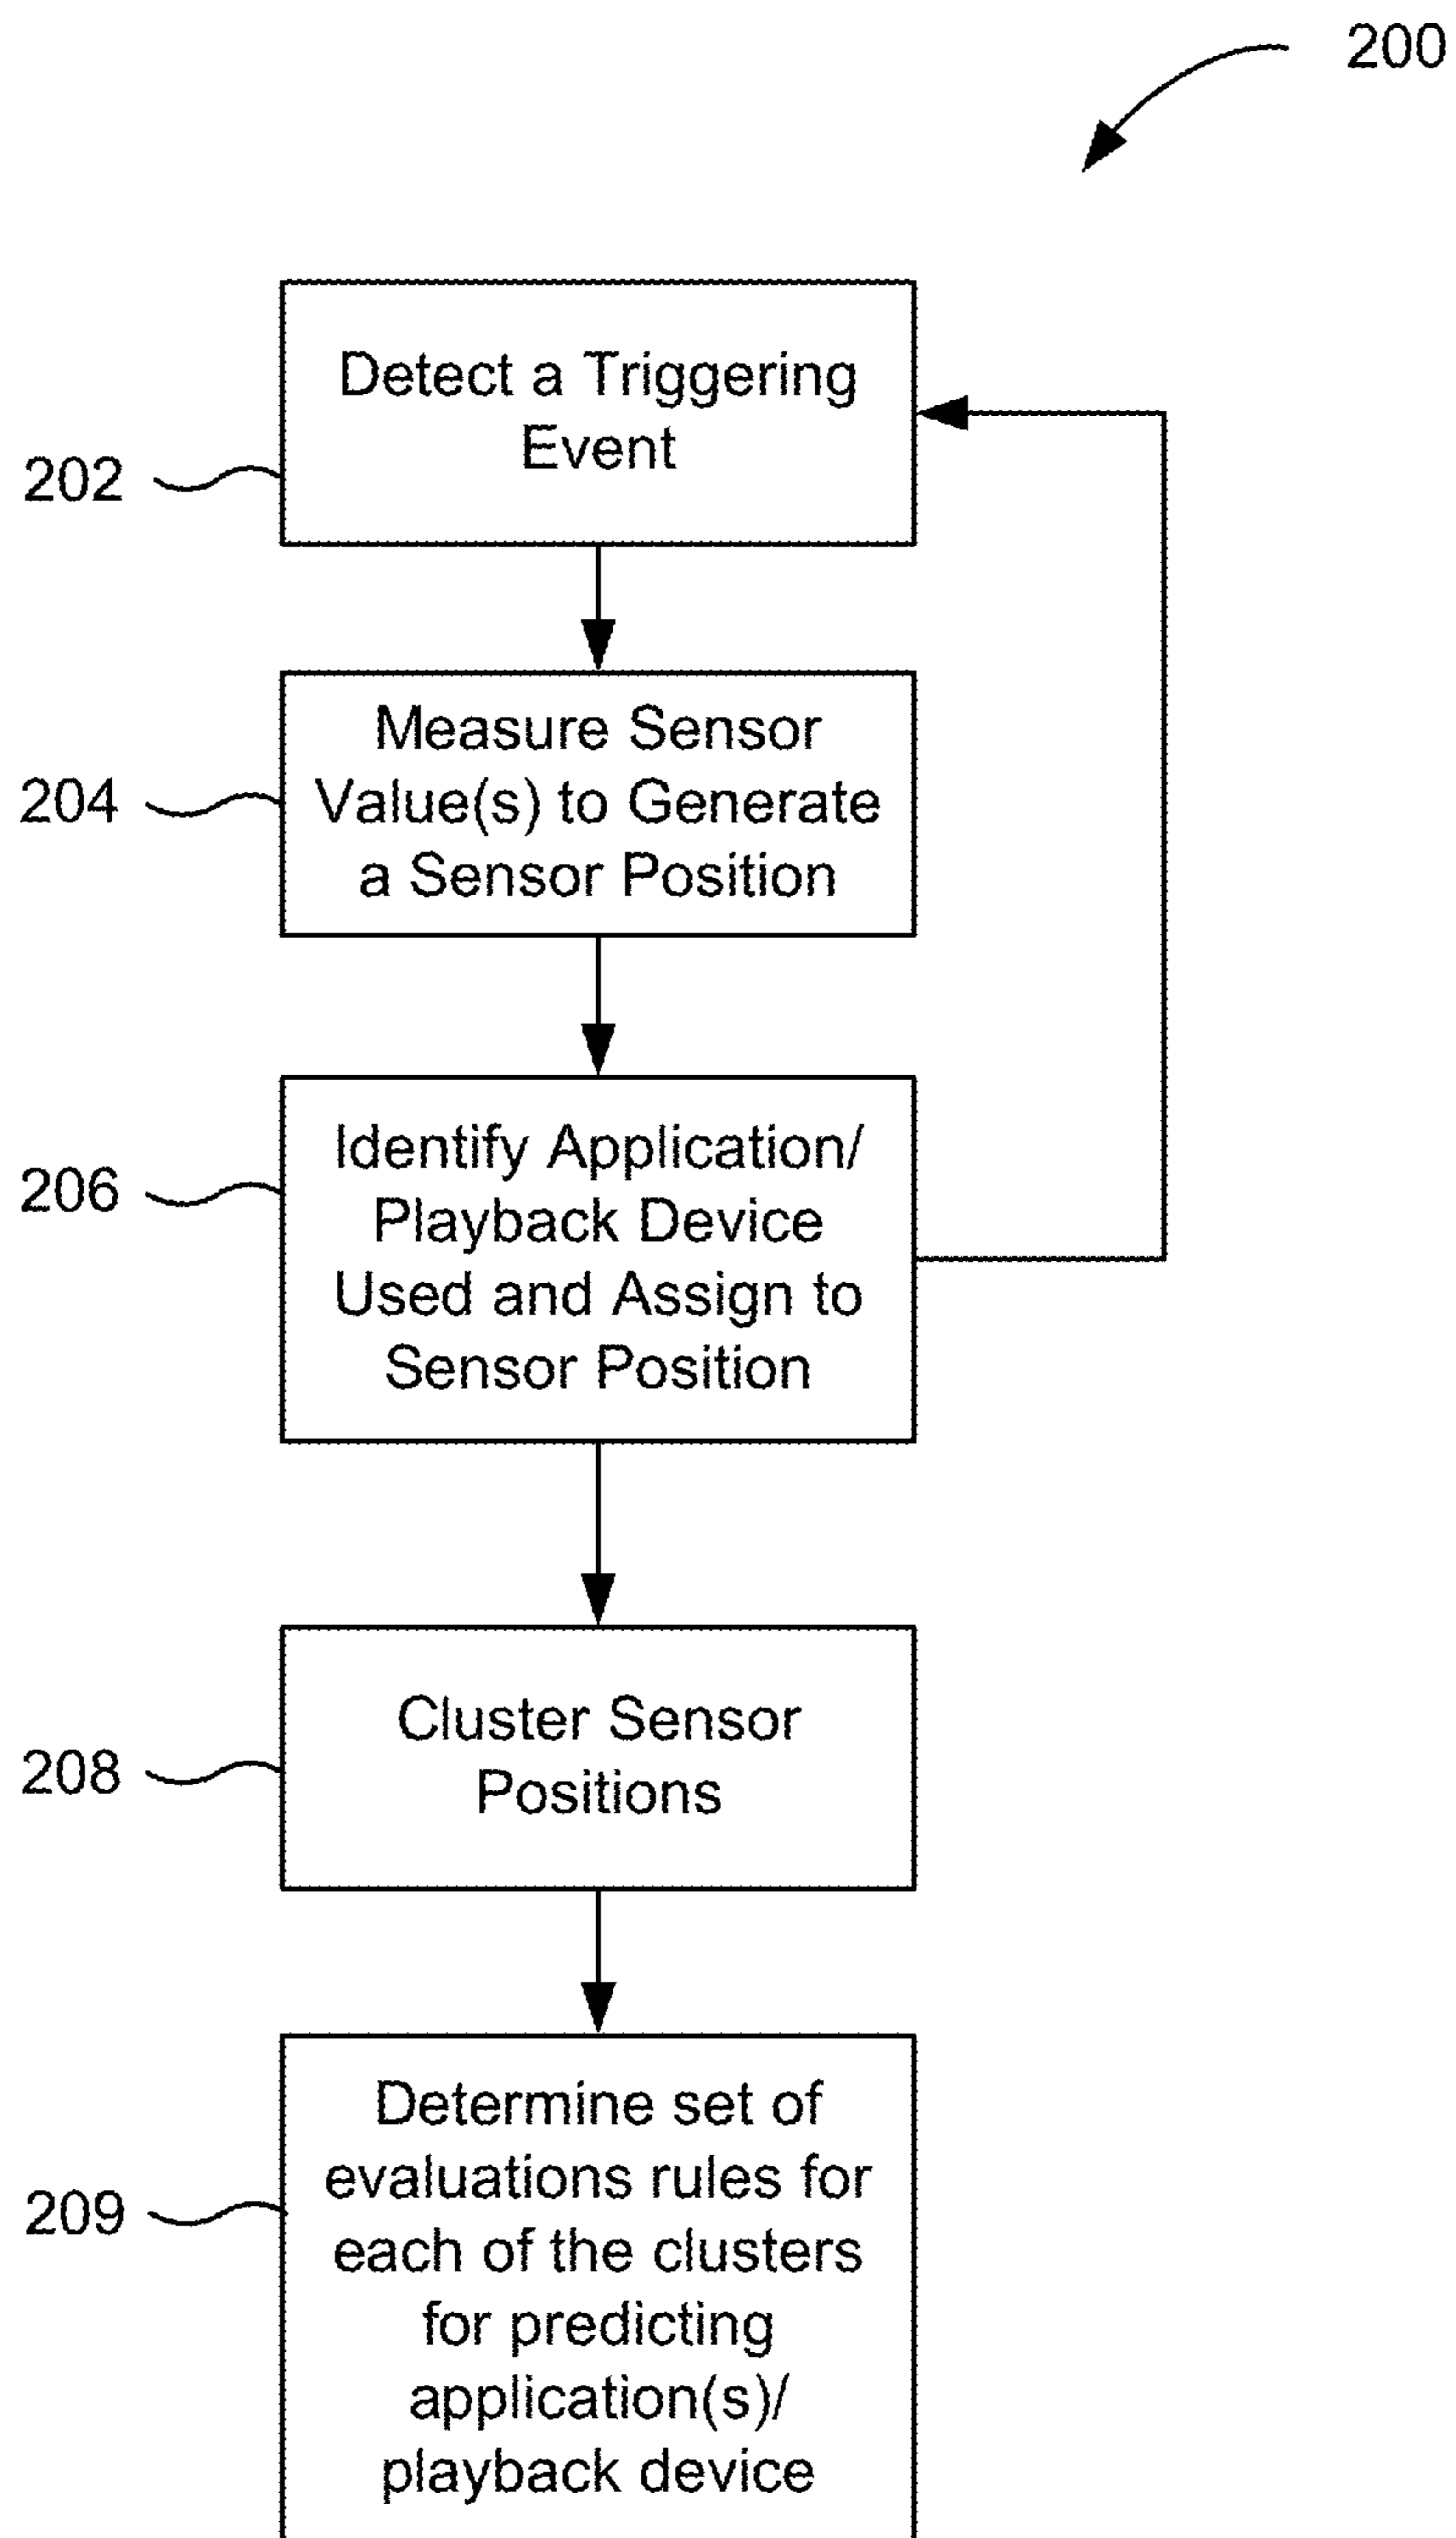 200
Detect a Triggering
Event
202
Measure Sensor
Value(s) to Generate
a Sensor Position
204
Identify Application/
Playback Device
Used and Assign to
Sensor Position
206
Cluster Sensor
Positions
208
Determine set of
evaluations rules for
each of the clusters
for predicting
application(s)/
playback device
209